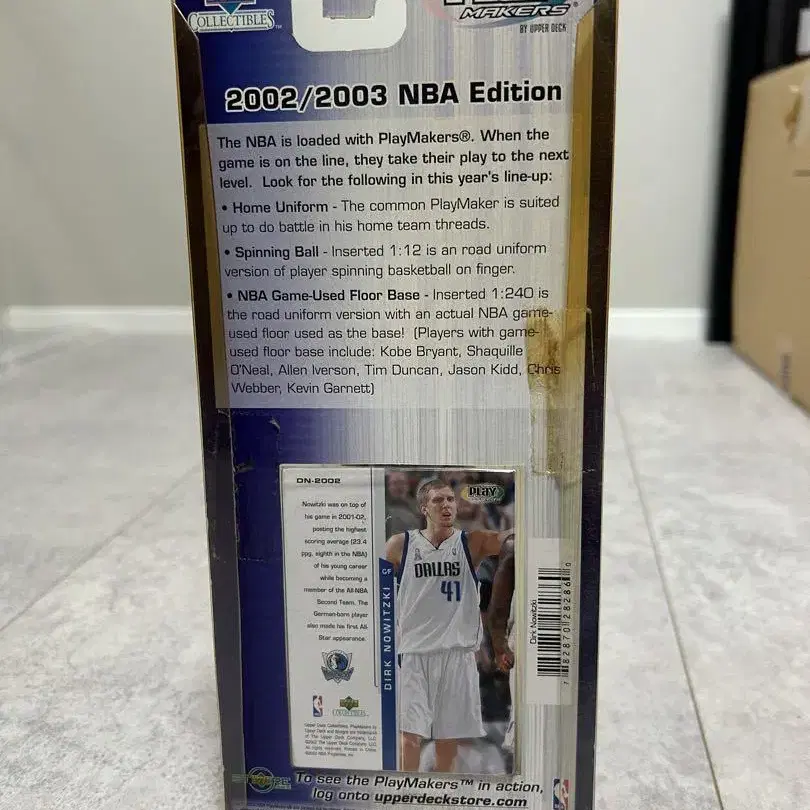 COLLECTIBLES™
MAKERS®
BY UPPER DECK
2002/2003 NBA Edition
The NBA is loaded with PlayMakers®. When the
game is on the line, they take their play to the next
level. Look for the following in this year's line-up:
• Home Uniform - The common PlayMaker is suited
up to do battle in his home team threads.
• Spinning Ball - Inserted 1:12 is an road uniform
version of player spinning basketball on finger.
• NBA Game-Used Floor Base - Inserted 1:240 is
the road uniform version with an actual NBA game-
used floor used as the base! (Players with game-
used floor base include: Kobe Bryant, Shaquille
O'Neal, Allen Iverson, Tim Duncan, Jason Kidd, Chris
Webber, Kevin Garnett)
DN-2002
Nowitzki was on top of
his game in 2001-02,
posting the highest
scoring average (23.4
ppg, eighth in the NBA)
of his young career
while becoming a
member of the All-NBA
Second Team. The
German-born player
also made his first All-
Star appearance.
PLAY
DALLAS
41
G/F
DIRK NOWITZKI
COLLECTIBLES
Dirk Nowitzki
7 82870 28286 0
To see the PlayMakers™ in action,
log onto upperdeckstore.com